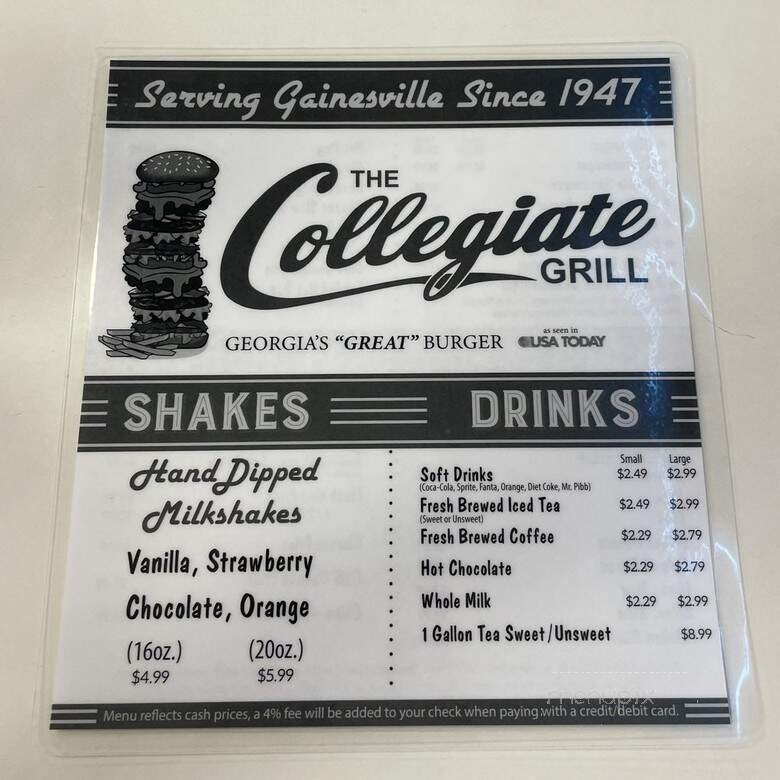 Serving Gainesville Since 1947
THE
Collegiate
GRILL
GEORGIA'S "GREAT" BURGER
as seen in
USA TODAY
SHAKES
DRINKS
Hand Dipped
Milkshakes
Vanilla, Strawberry
Chocolate, Orange
(16oz.) (20oz.)
$4.99 $5.99
Small Large
Soft Drinks $2.49 $2.99
(Coca-Cola, Sprite, Fanta, Orange, Diet Coke, Mr. Pibb)
Fresh Brewed Iced Tea $2.49 $2.99
(Sweet or Unsweet)
Fresh Brewed Coffee $2.29 $2.79
Hot Chocolate $2.29 $2.79
Whole Milk $2.29 $2.99
1 Gallon Tea Sweet/Unsweet $8.99
menupix
Menu reflects cash prices, a 4% fee will be added to your check when paying with a credit/debit card.